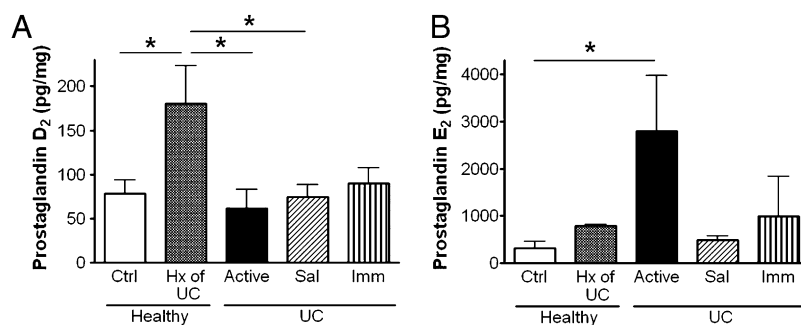 A
Prostaglandin D2 (pg/mg)
200
150
100
50
0
* * *
Ctrl Hx of UC Active Sal Imm
Healthy UC
B
Prostaglandin E2 (pg/mg)
4000
3000
2000
1000
0
*
Ctrl Hx of UC Active Sal Imm
Healthy UC